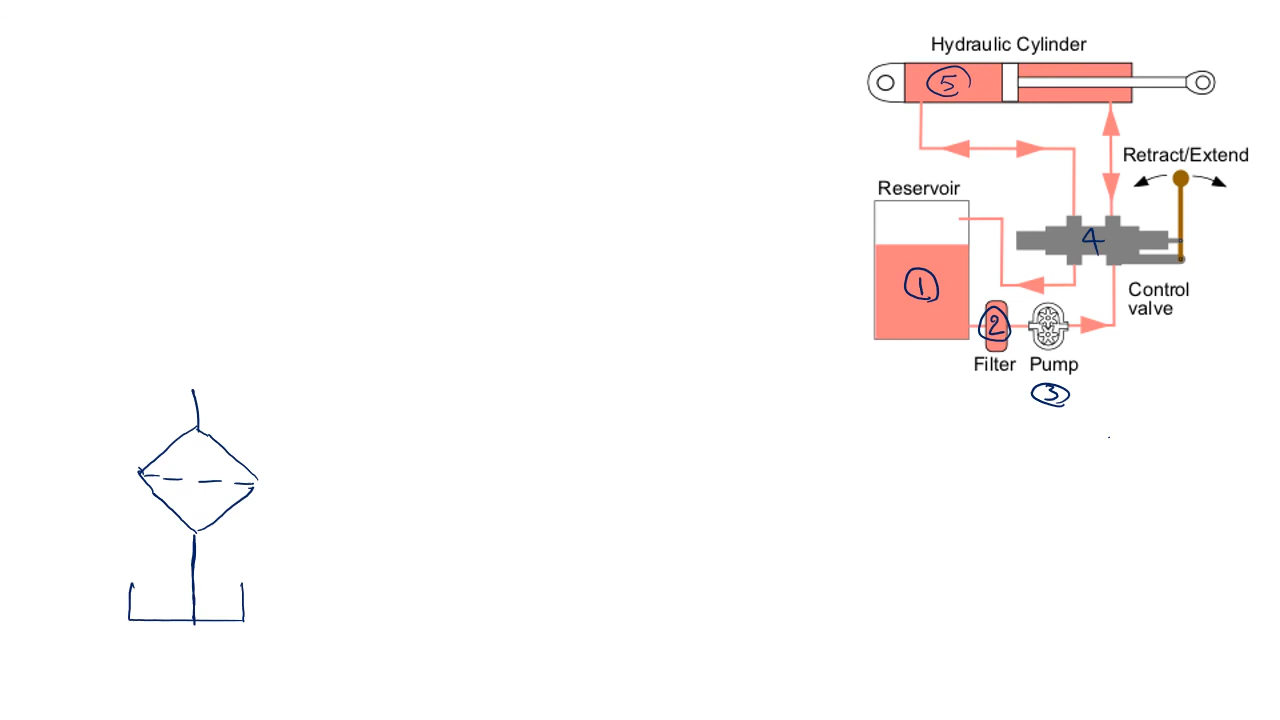 Hydraulic Cylinder
5
Retract/Extend
Reservoir
4
1
Control
valve
2
Filter
Pump
3